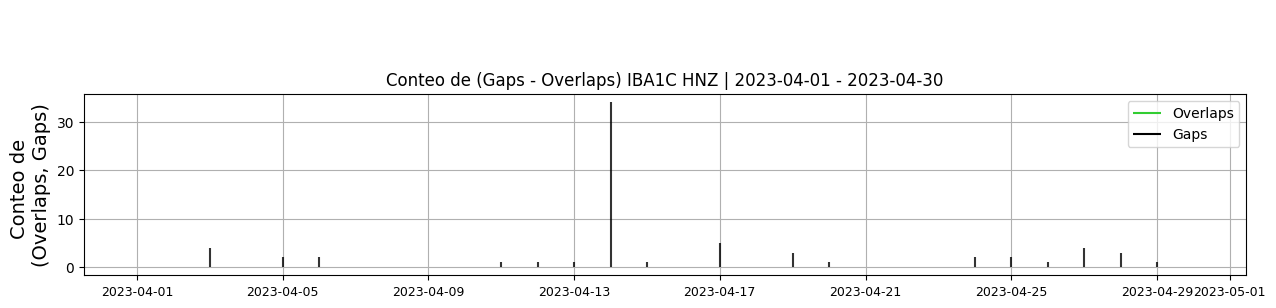 Conteo de (Gaps - Overlaps) IBA1C HNZ | 2023-04-01 - 2023-04-30
Conteo de
(Overlaps, Gaps)
30
20
10
0
Overlaps
Gaps
2023-04-01 2023-04-05 2023-04-09 2023-04-13 2023-04-17 2023-04-21 2023-04-25 2023-04-29 2023-05-01